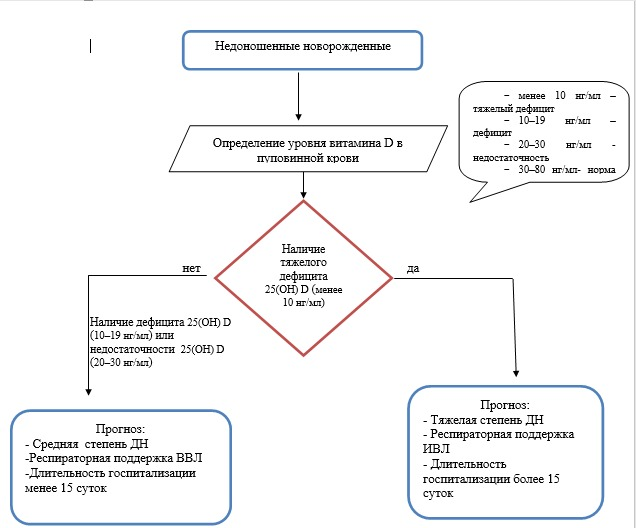 Недоношенные новорожденные
− менее 10 нг/мл –
тяжелый дефицит
− 10–19 нг/мл –
дефицит
− 20–30 нг/мл -
недостаточность
− 30–80 нг/мл- норма
Определение уровня витамина D в
пуповинной крови
Наличие
тяжелого
дефицита
25(OH) D (менее
10 нг/мл)
нет
да
Наличие дефицита 25(OH) D
(10–19 нг/мл) или
недостаточности 25(OH) D
(20–30 нг/мл)
Прогноз:
- Средняя степень ДН
-Респираторная поддержка ВВЛ
-Длительность госпитализации
менее 15 суток
Прогноз:
- Тяжелая степень ДН
- Респираторная поддержка
ИВЛ
- Длительность
госпитализации более 15
суток